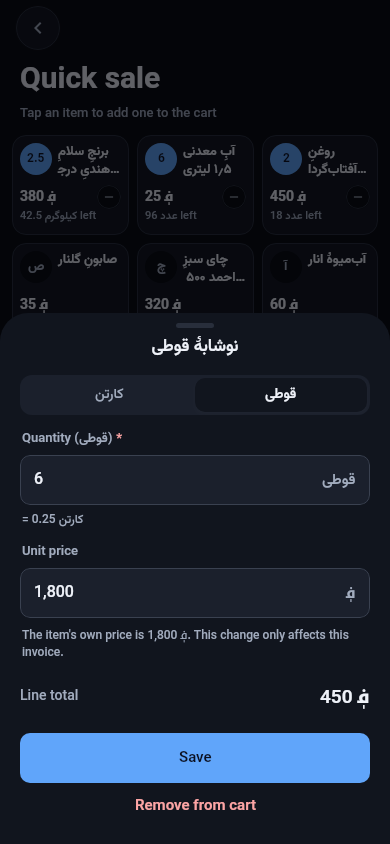 Quick sale
Tap an item to add one to the cart
2.5
برنجِ سلامِ
هندیِ درجـ…
380 ؋
42.5 کیلوگرم left
6
آبِ معدنی
۱٫۵ لیتری
25 ؋
96 عدد left
2
روغنِ
آفتاب‌گردا…
450 ؋
18 عدد left
ص
صابونِ گلنار
35 ؋
چ
چای سبزِ
احمد ۵۰۰…
320 ؋
آ
آب‌میوهٔ انار
60 ؋
نوشابهٔ قوطی
کارتن
قوطی
Quantity (قوطی) *
6
قوطی
= 0.25 کارتن
Unit price
1,800
؋
The item's own price is 1,800 ؋. This change only affects this
invoice.
Line total
450 ؋
Save
Remove from cart